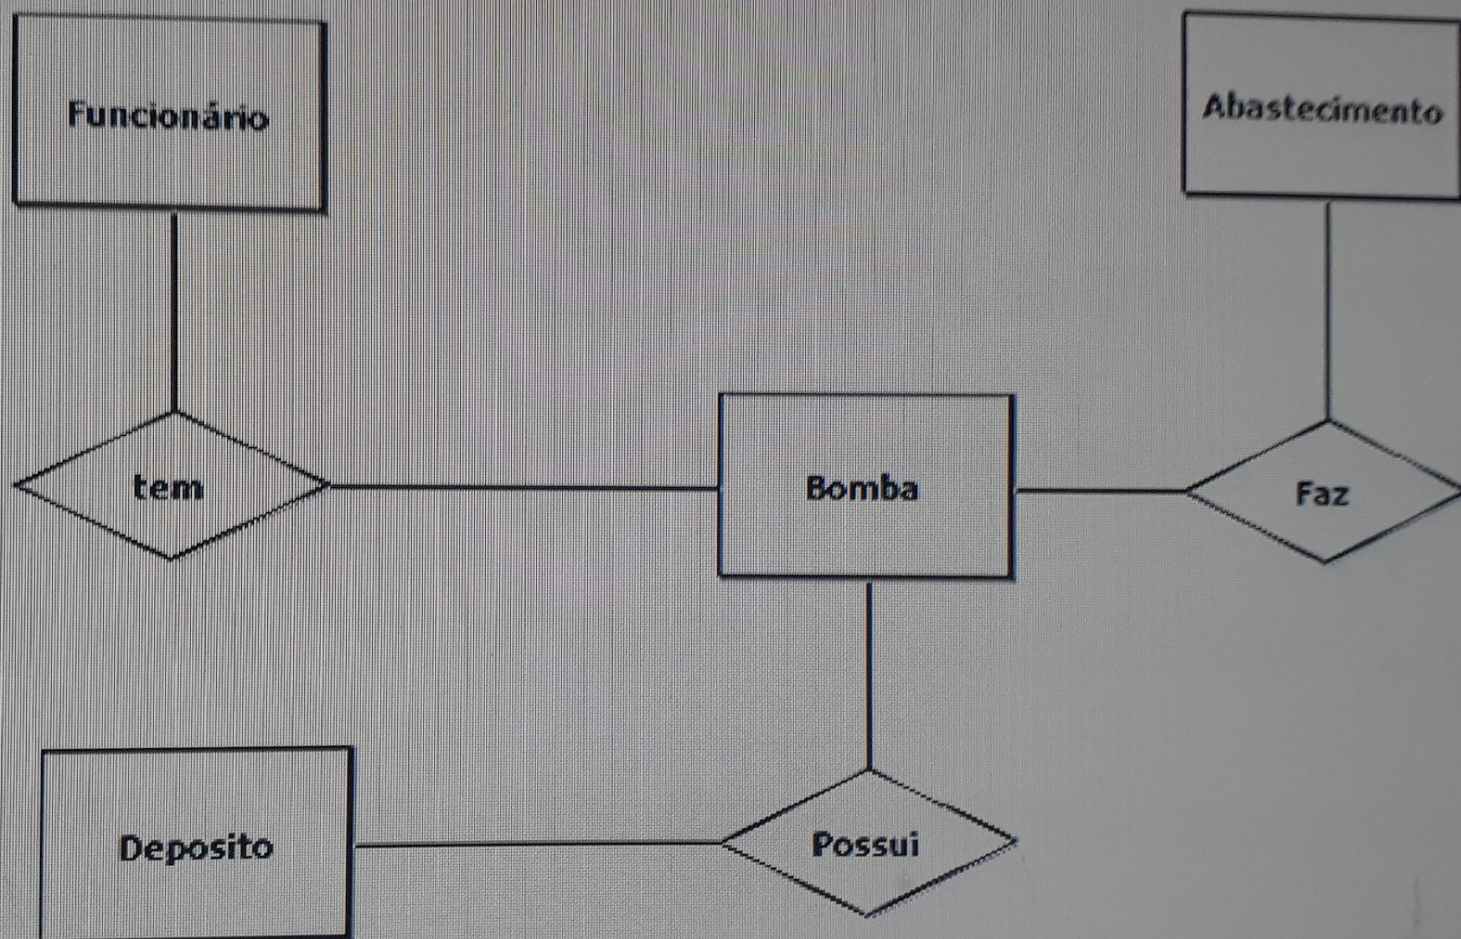 Funcionário
Abastecimento
tem
Bomba
Faz
Deposito
Possui